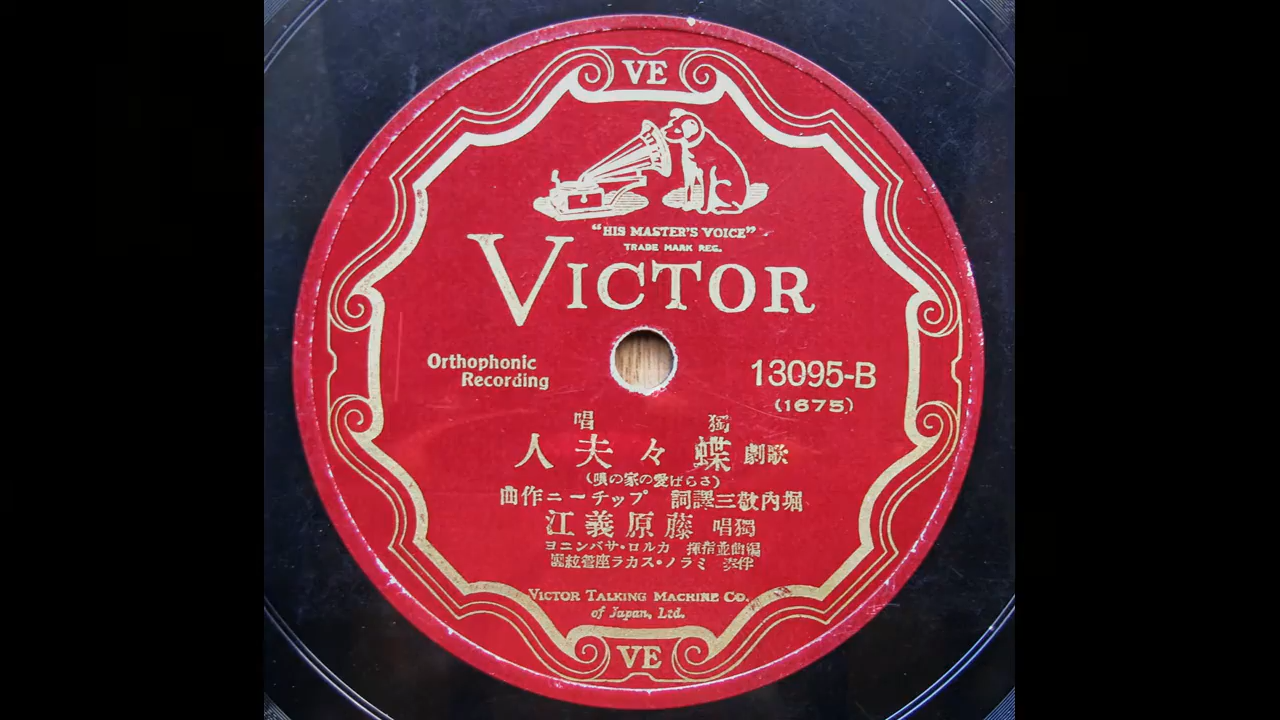 VE
"HIS MASTER'S VOICE"
TRADE MARK REG.
VICTOR
Orthophonic
Recording
13095-B
(1675)
獨唱
歌劇 蝶々夫人
(さらば愛の家の唄)
堀内敬三譯詞 プッチーニ作曲
獨唱 藤原義江
編曲並指揮 カルロ・サバンニヨ
伴奏 ミラノ・スカラ座管絃團
VICTOR TALKING MACHINE CO.
of Japan, Ltd.
VE